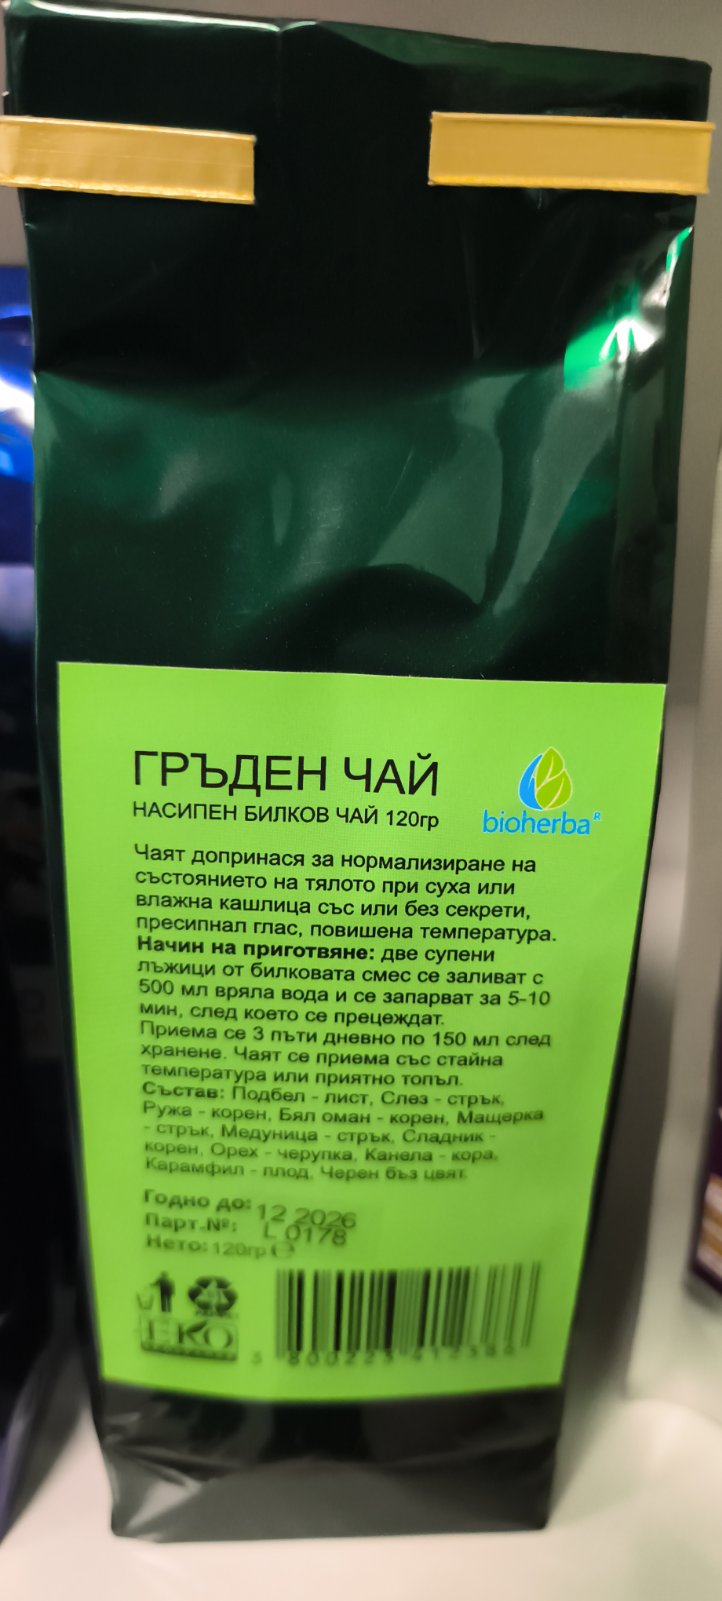 ГРЪДЕН ЧАЙ
НАСИПЕН БИЛКОВ ЧАЙ 120гр
bioherba®
Чаят допринася за нормализиране на
състоянието на тялото при суха или
влажна кашлица със или без секрети,
пресипнал глас, повишена температура.
Начин на приготвяне: две супени
лъжици от билковата смес се заливат с
500 мл вряла вода и се запарват за 5-10
мин, след което се прецеждат.
Приема се 3 пъти дневно по 150 мл след
хранене. Чаят се приема със стайна
температура или приятно топъл.
Състав: Подбел - лист, Слез - стрък,
Ружа - корен, Бял оман - корен, Мащерка
- стрък, Медуница - стрък, Сладник -
корен, Орех - черупка, Канела - кора,
Карамфил - плод, Черен бъз цвят.
Годно до: 12 2026
Парт.№: L 0178
Нето: 120гр ℮
ЕКО